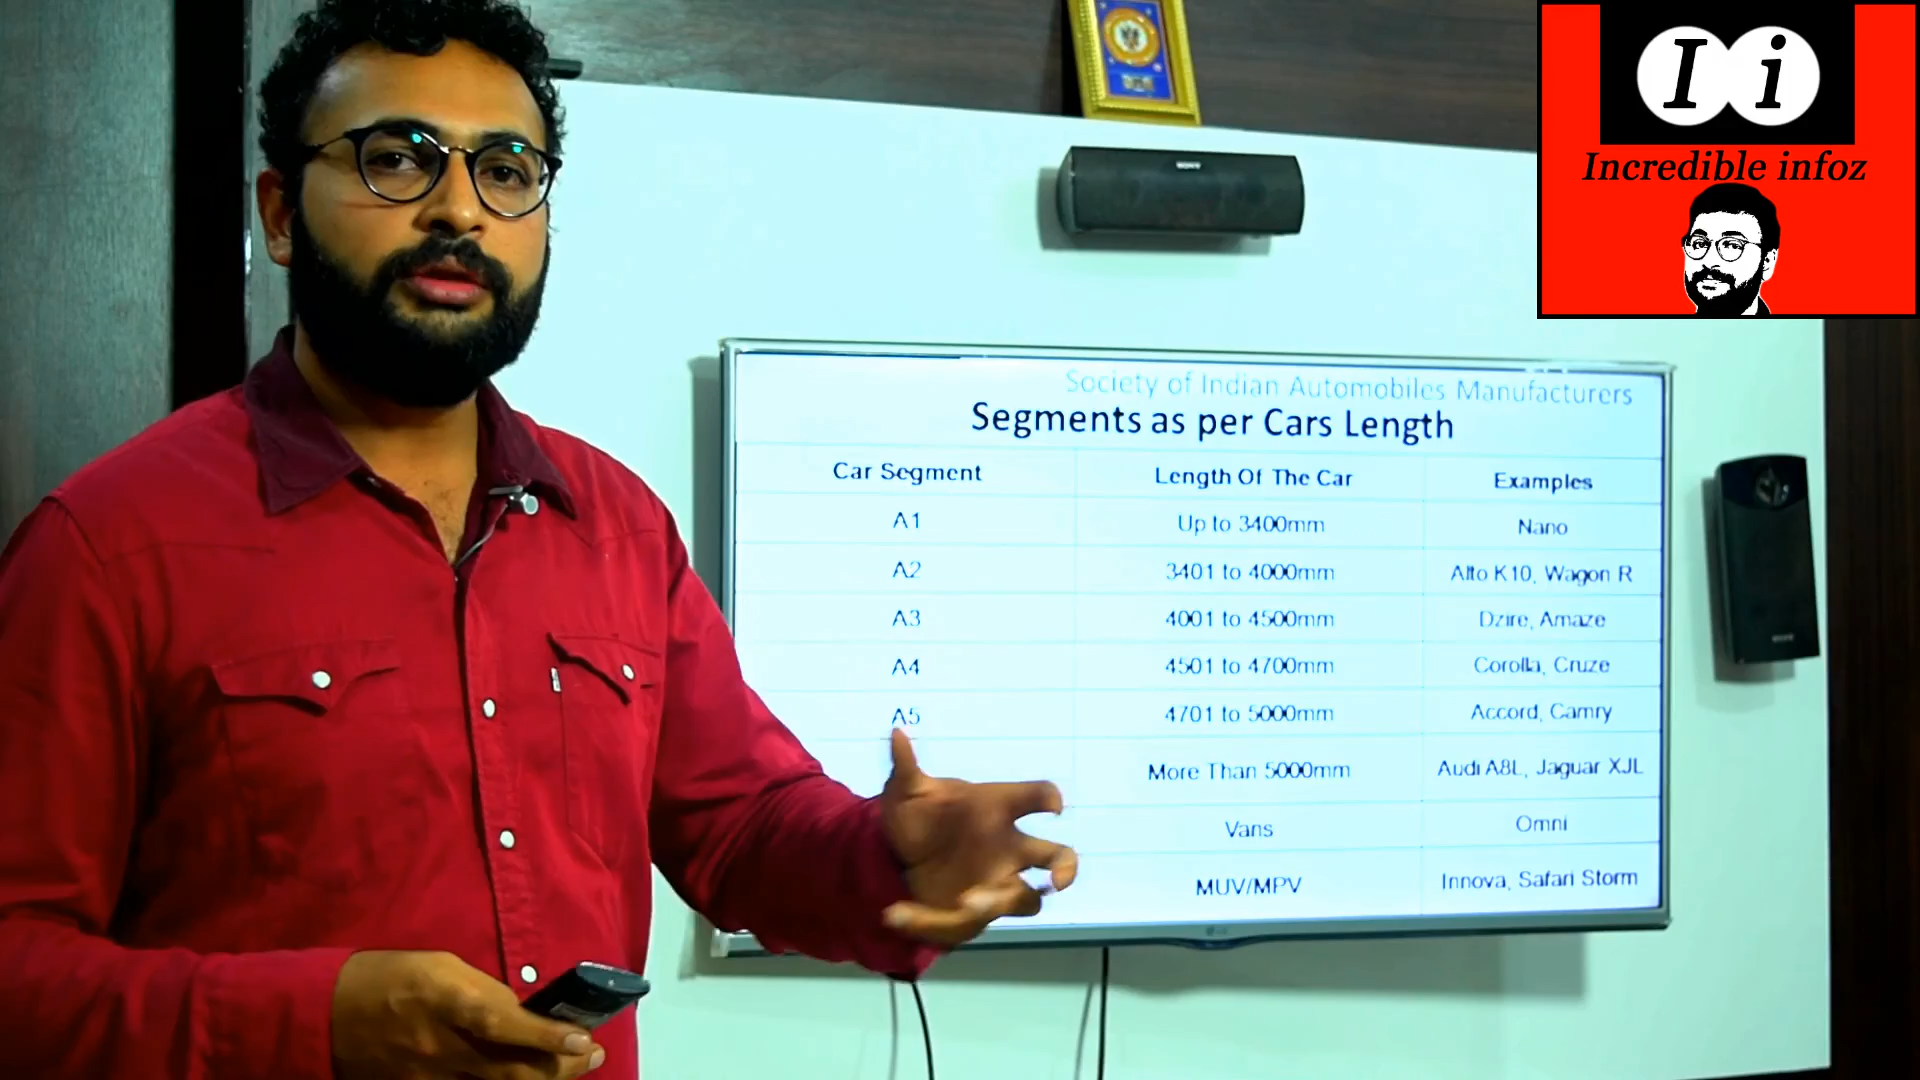 I i
Incredible infoz
SONY
Society of Indian Automobiles Manufacturers
Segments as per Cars Length
Car Segment Length Of The Car Examples
A1 Up to 3400mm Nano
A2 3401 to 4000mm Alto K10, Wagon R
A3 4001 to 4500mm Dzire, Amaze
A4 4501 to 4700mm Corolla, Cruze
A5 4701 to 5000mm Accord, Camry
More Than 5000mm Audi A8L, Jaguar XJL
Vans Omni
MUV/MPV Innova, Safari Storm
LG
SONY